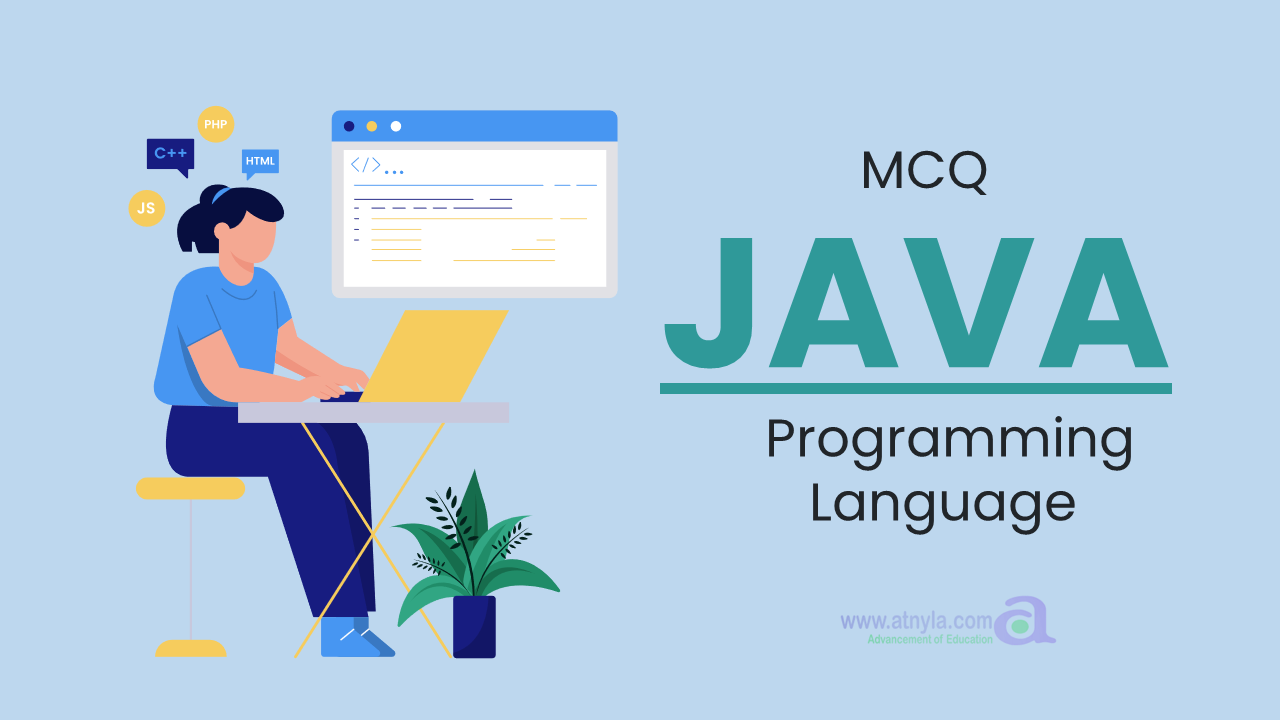 PHP
C++
HTML
JS
</>...
MCQ
JAVA
Programming
Language
www.atnyla.com
Advancement of Education
a